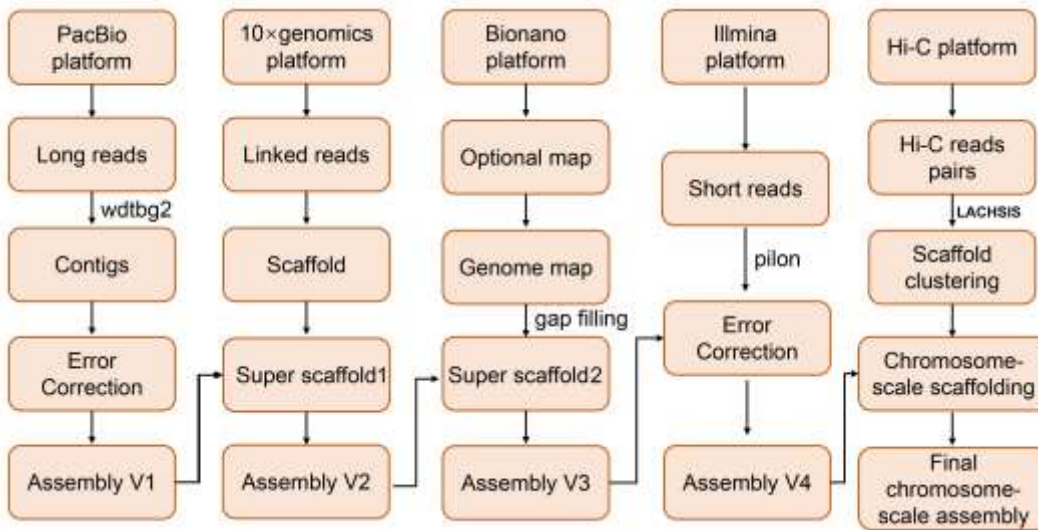 PacBio
platform
Long reads
wdtbg2
Contigs
Error
Correction
Assembly V1
10×genomics
platform
Linked reads
Scaffold
Super scaffold1
Assembly V2
Bionano
platform
Optional map
Genome map
gap filling
Super scaffold2
Assembly V3
Illmina
platform
Short reads
pilon
Error
Correction
Assembly V4
Hi-C platform
Hi-C reads
pairs
LACHSIS
Scaffold
clustering
Chromosome-
scale scaffolding
Final
chromosome-
scale assembly